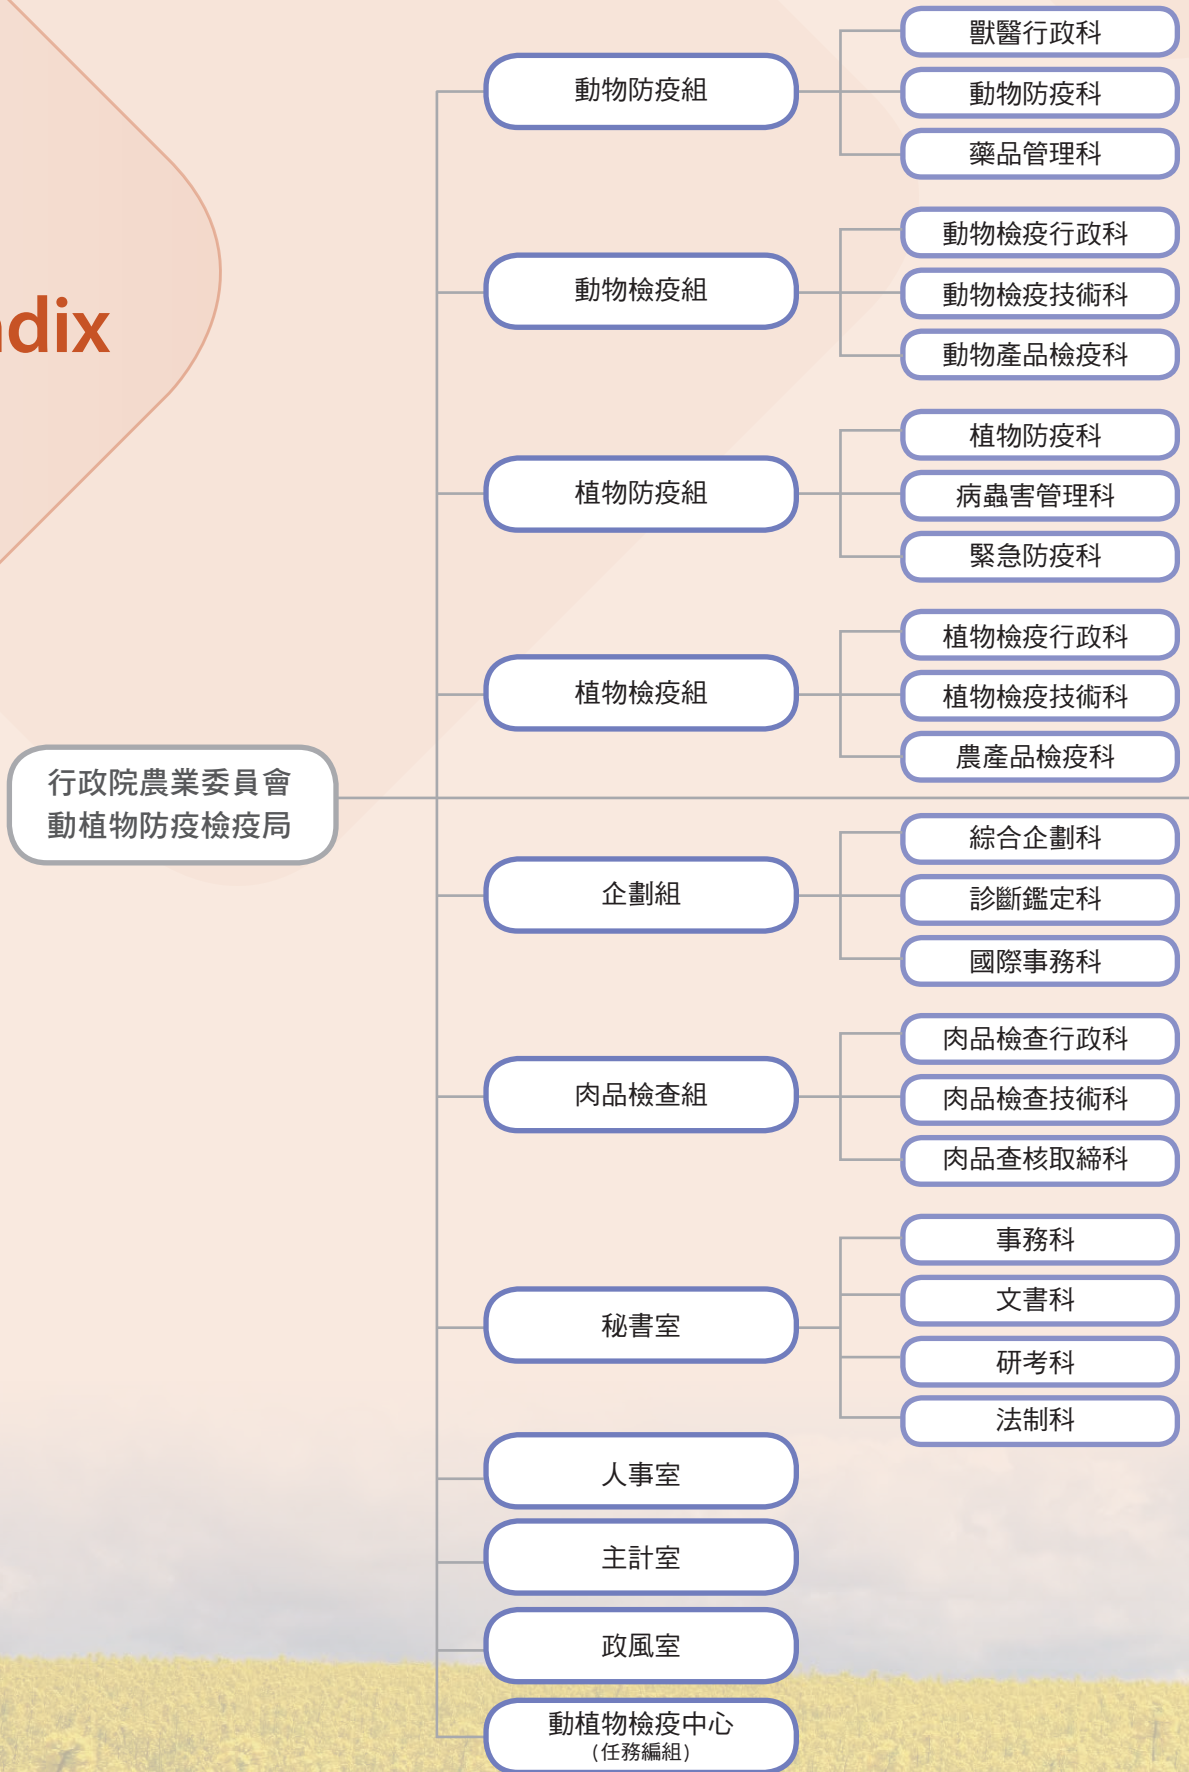 ndix
行政院農業委員會
動植物防疫檢疫局
動物防疫組
獸醫行政科
動物防疫科
藥品管理科
動物檢疫組
動物檢疫行政科
動物檢疫技術科
動物產品檢疫科
植物防疫組
植物防疫科
病蟲害管理科
緊急防疫科
植物檢疫組
植物檢疫行政科
植物檢疫技術科
農產品檢疫科
企劃組
綜合企劃科
診斷鑑定科
國際事務科
肉品檢查組
肉品檢查行政科
肉品檢查技術科
肉品查核取締科
秘書室
事務科
文書科
研考科
法制科
人事室
主計室
政風室
動植物檢疫中心
(任務編組)